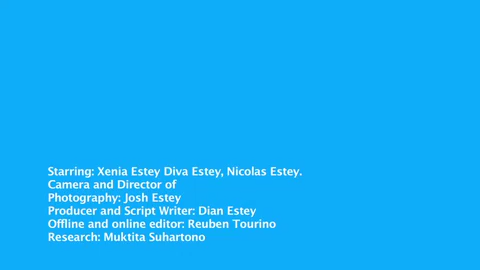 Starring: Xenia Estey Diva Estey, Nicolas Estey.
Camera and Director of
Photography: Josh Estey
Producer and Script Writer: Dian Estey
Offline and online editor: Reuben Tourino
Research: Muktita Suhartono